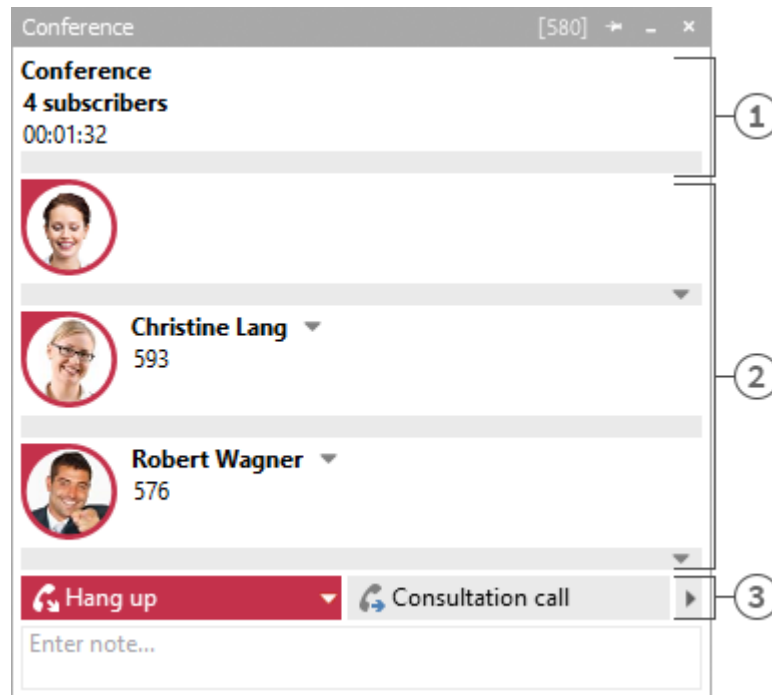 Conference [580]
Conference
4 subscribers
00:01:32
1
Christine Lang
593
2
Robert Wagner
576
Hang up Consultation call
3
Enter note...